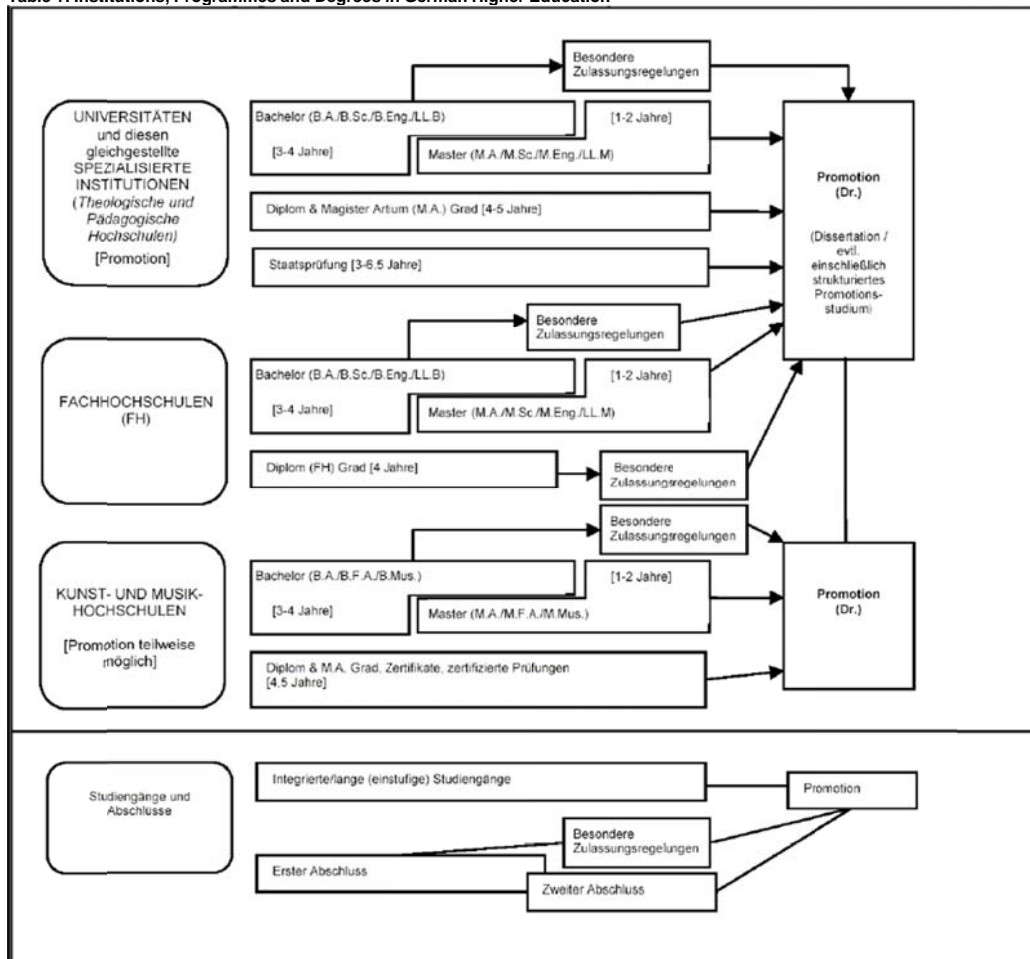 Table 1: Institutions, Programmes and Degrees in German Higher Education
Besondere
Zulassungsregelungen
UNIVERSITÄTEN
und diesen
gleichgestellte
SPEZIALISIERTE
INSTITUTIONEN
(Theologische und
Pädagogische
Hochschulen)
[Promotion]
Bachelor (B.A./B.Sc./B.Eng./LL.B)
[3-4 Jahre]
[1-2 Jahre]
Master (M.A./M.Sc./M.Eng./LL.M)
Diplom & Magister Artium (M.A.) Grad [4-5 Jahre]
Staatsprüfung [3-6,5 Jahre]
Promotion
(Dr.)
(Dissertation /
evtl.
einschließlich
strukturiertes
Promotions-
studium)
FACHHOCHSCHULEN
(FH)
Besondere
Zulassungsregelungen
Bachelor (B.A./B.Sc./B.Eng./LL.B)
[3-4 Jahre]
[1-2 Jahre]
Master (M.A./M.Sc./M.Eng./LL.M)
Diplom (FH) Grad [4 Jahre]
Besondere
Zulassungsregelungen
KUNST- UND MUSIK-
HOCHSCHULEN
[Promotion teilweise
möglich]
Besondere
Zulassungsregelungen
Bachelor (B.A./B.F.A./B.Mus.)
[3-4 Jahre]
[1-2 Jahre]
Master (M.A./M.F.A./M.Mus.)
Diplom & M.A. Grad, Zertifikate, zertifizierte Prüfungen
[4,5 Jahre]
Promotion
(Dr.)
Studiengänge und
Abschlüsse
Integrierte/lange (einstufige) Studiengänge
Promotion
Besondere
Zulassungsregelungen
Erster Abschluss
Zweiter Abschluss